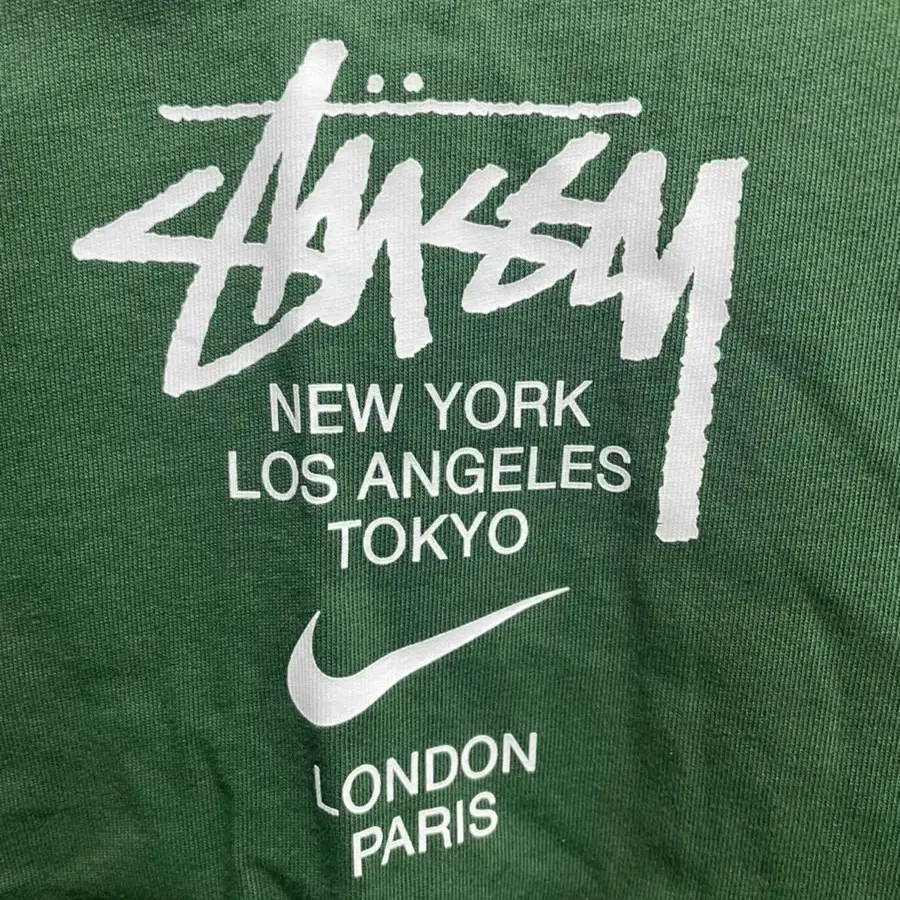 Stüssy
NEW YORK
LOS ANGELES
TOKYO
LONDON
PARIS